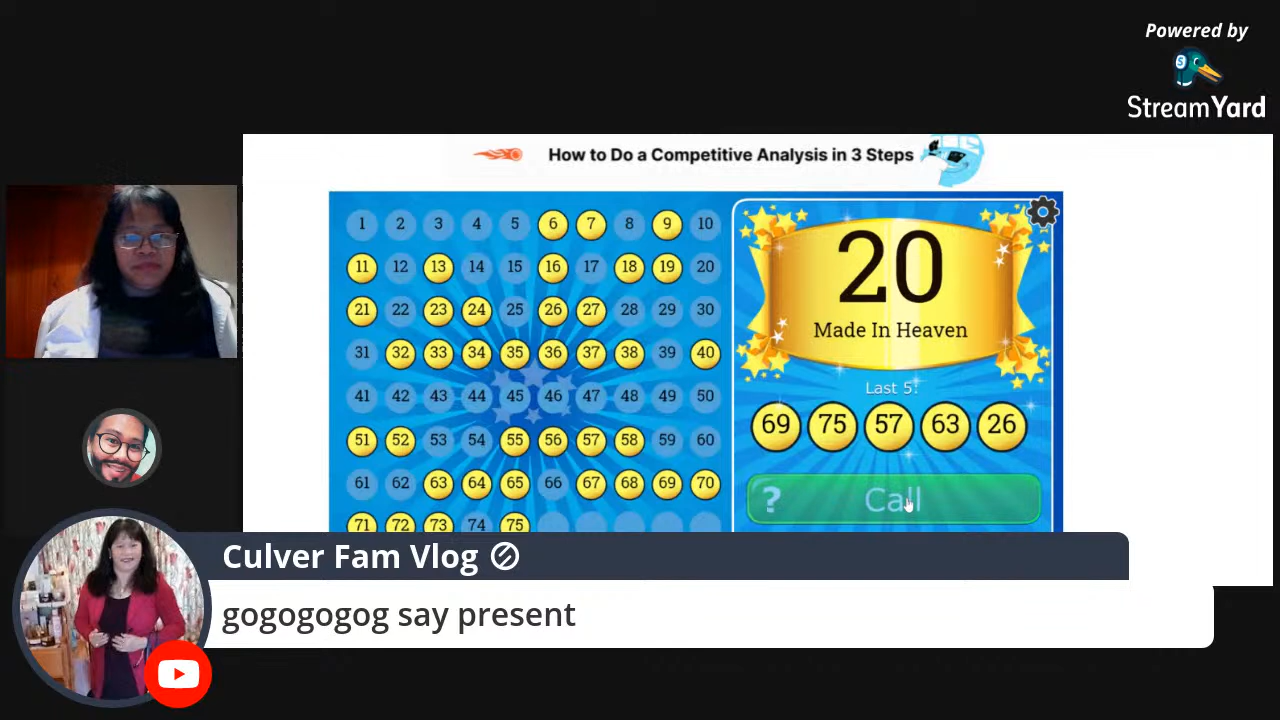 Powered by
StreamYard
How to Do a Competitive Analysis in 3 Steps
1 2 3 4 5 6 7 8 9 10
11 12 13 14 15 16 17 18 19 20
21 22 23 24 25 26 27 28 29 30
31 32 33 34 35 36 37 38 39 40
41 42 43 44 45 46 47 48 49 50
51 52 53 54 55 56 57 58 59 60
61 62 63 64 65 66 67 68 69 70
71 72 73 74 75
20
Made In Heaven
Last 5:
69 75 57 63 26
? Call
Culver Fam Vlog
gogogogog say present